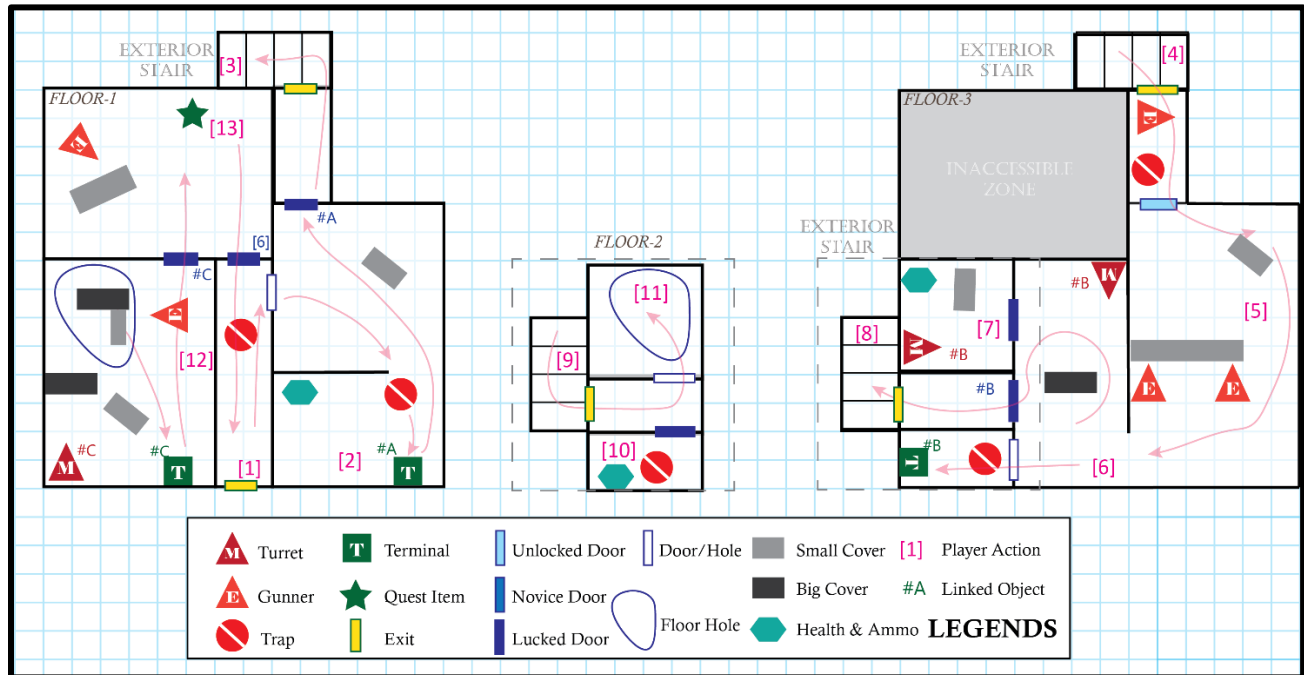 EXTERIOR
STAIR
[3]
FLOOR-1
[13]
E
#A
[6]
#C
E
[12]
#C
M
#C
T
[1]
[2]
#A
T
FLOOR-2
[11]
[9]
[10]
EXTERIOR
STAIR
[4]
FLOOR-3
E
INACCISSIBLE
ZONE
EXTERIOR
STAIR
#B
M
[5]
[8]
[7]
M
#B
E
E
#B
#B
T
[6]
M Turret
T Terminal
Unlocked Door
Door/Hole
Small Cover
[1] Player Action
E Gunner
Quest Item
Novice Door
Big Cover
#A Linked Object
Trap
Exit
Lucked Door
Floor Hole
Health & Ammo
LEGENDS